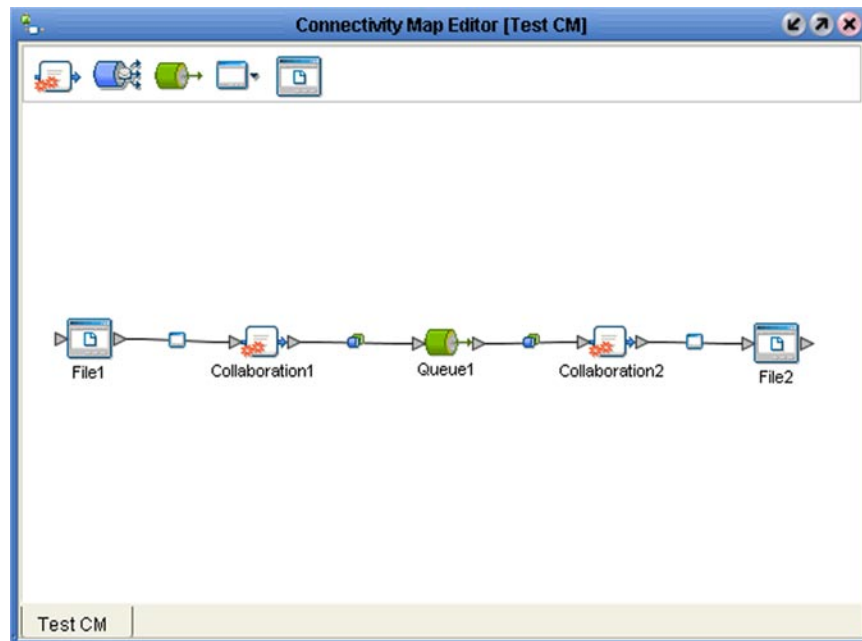 Connectivity Map Editor [Test CM]
File1
Collaboration1
Queue1
Collaboration2
File2
Test CM